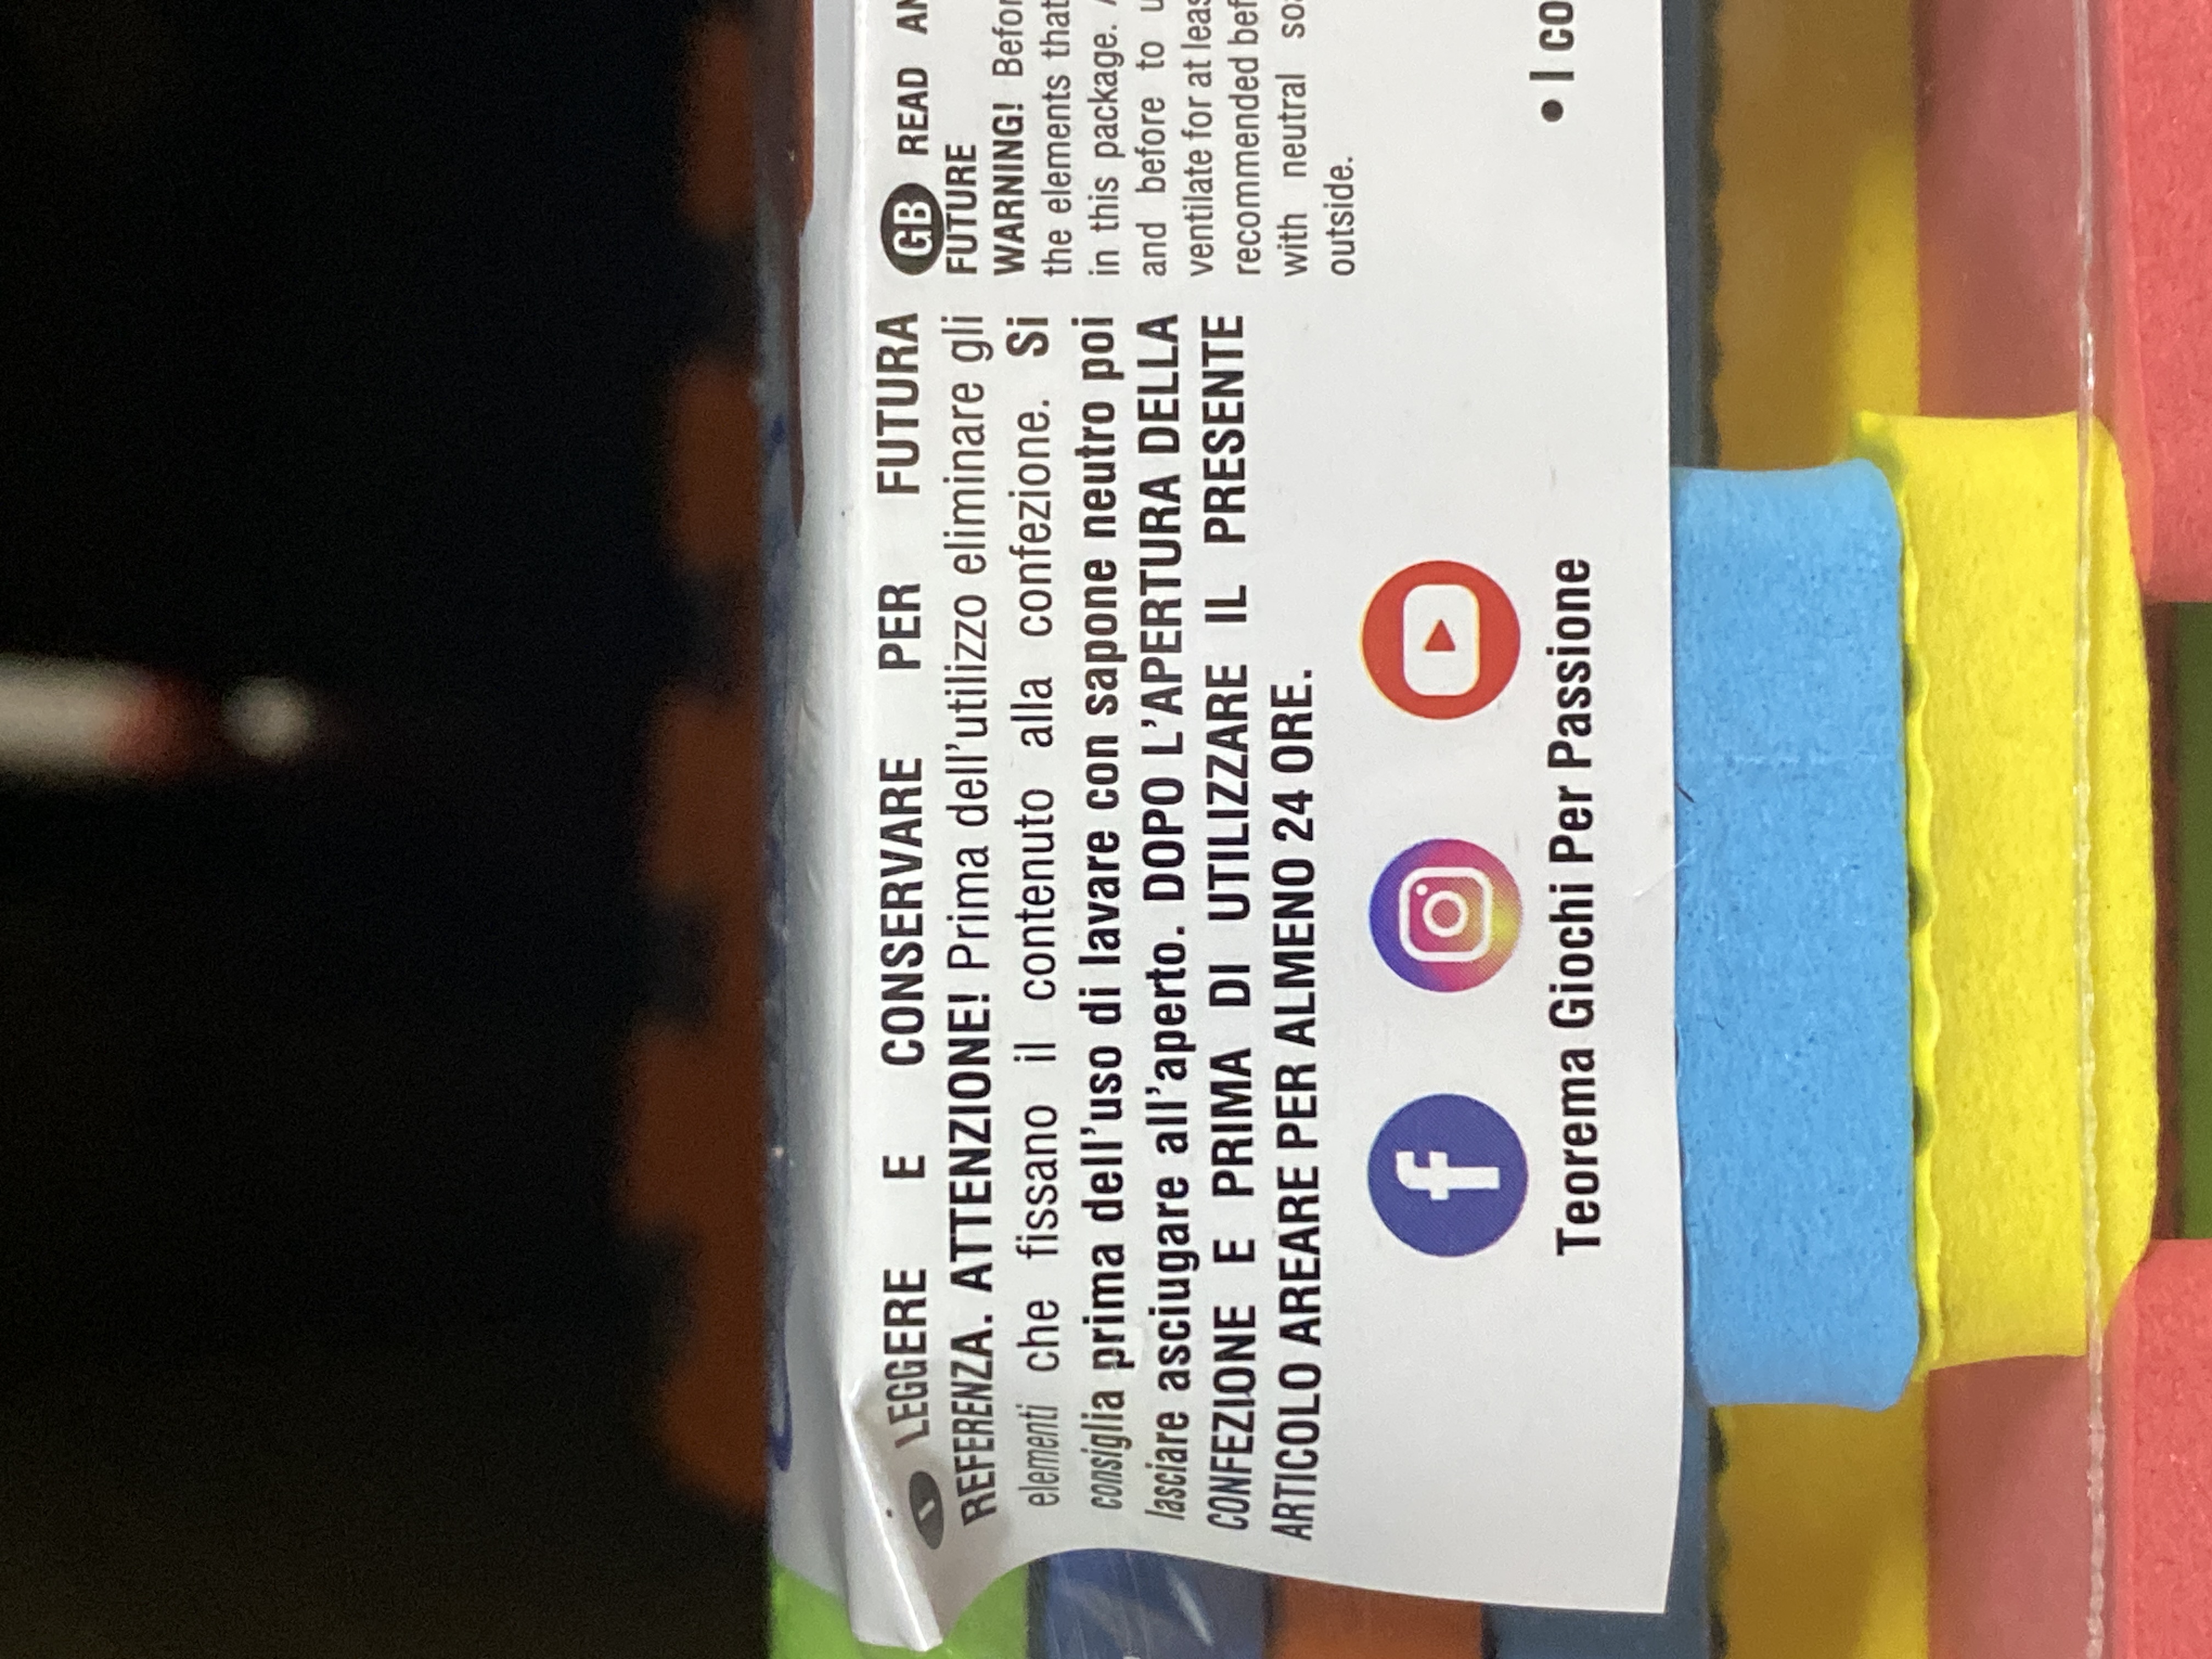 I LEGGERE E CONSERVARE PER FUTURA
REFERENZA. ATTENZIONE! Prima dell'utilizzo eliminare gli
elementi che fissano il contenuto alla confezione. Si
consiglia prima dell'uso di lavare con sapone neutro poi
lasciare asciugare all'aperto. DOPO L'APERTURA DELLA
CONFEZIONE E PRIMA DI UTILIZZARE IL PRESENTE
ARTICOLO AREARE PER ALMENO 24 ORE.
Teorema Giochi Per Passione
GB READ
FUTURE
WARNING! Befor
the elements that
in this package.
and before to
ventilate for at leas
recommended bef
with neutral
outside.
• I co